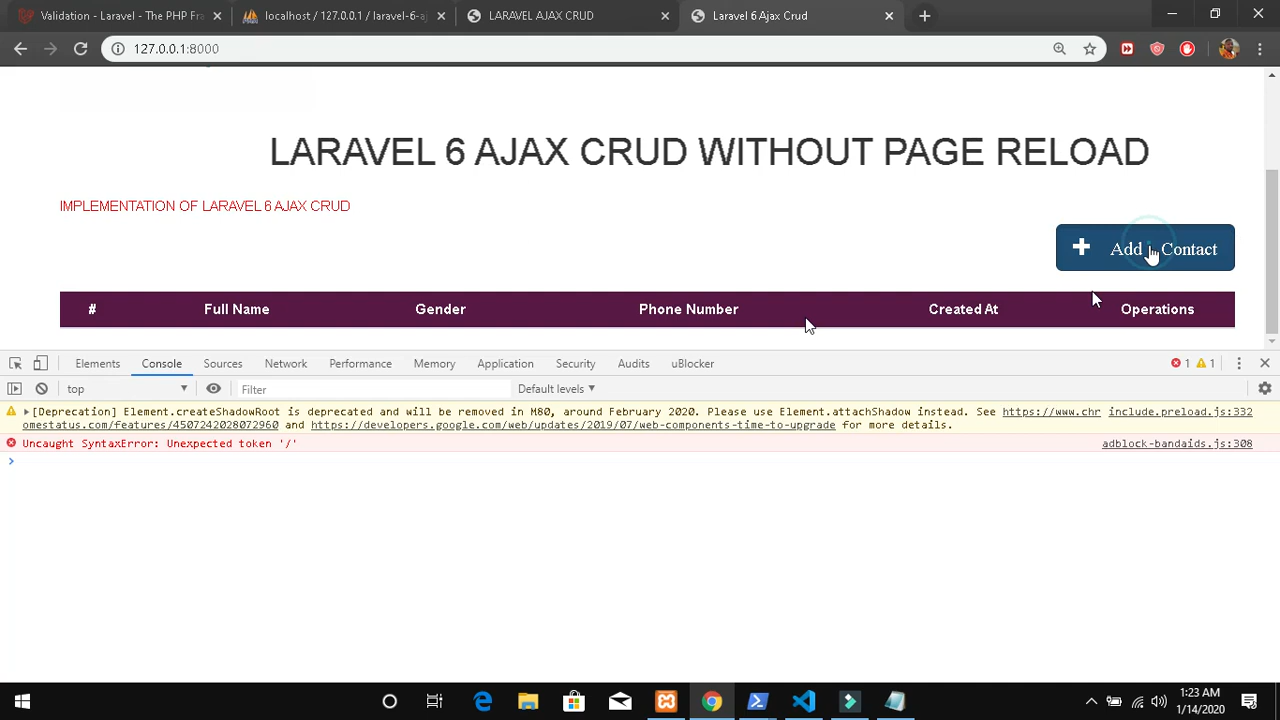 Validation - Laravel - The PHP Fra
localhost / 127.0.0.1 / laravel-6-aj
LARAVEL AJAX CRUD
Laravel 6 Ajax Crud
127.0.0.1:8000
LARAVEL 6 AJAX CRUD WITHOUT PAGE RELOAD
IMPLEMENTATION OF LARAVEL 6 AJAX CRUD
Add Contact
# Full Name Gender Phone Number Created At Operations
Elements Console Sources Network Performance Memory Application Security Audits uBlocker 1 1
top Filter Default levels
[Deprecation] Element.createShadowRoot is deprecated and will be removed in M80, around February 2020. Please use Element.attachShadow instead. See https://www.chr include.preload.js:332
omestatus.com/features/4507242028072960 and https://developers.google.com/web/updates/2019/07/web-components-time-to-upgrade for more details.
Uncaught SyntaxError: Unexpected token '/' adblock-bandaids.js:308
1:23 AM
1/14/2020